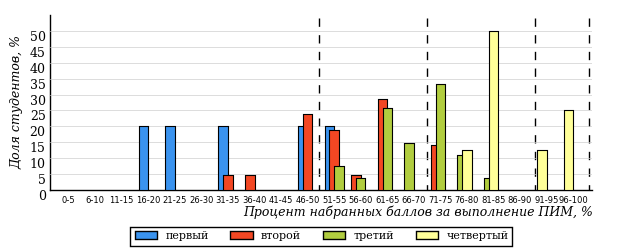 Доля студентов, %
50
45
40
35
30
25
20
15
10
5
0
0-5 6-10 11-15 16-20 21-25 26-30 31-35 36-40 41-45 46-50 51-55 56-60 61-65 66-70 71-75 76-80 81-85 86-90 91-95 96-100
Процент набранных баллов за выполнение ПИМ, %
первый второй третий четвертый